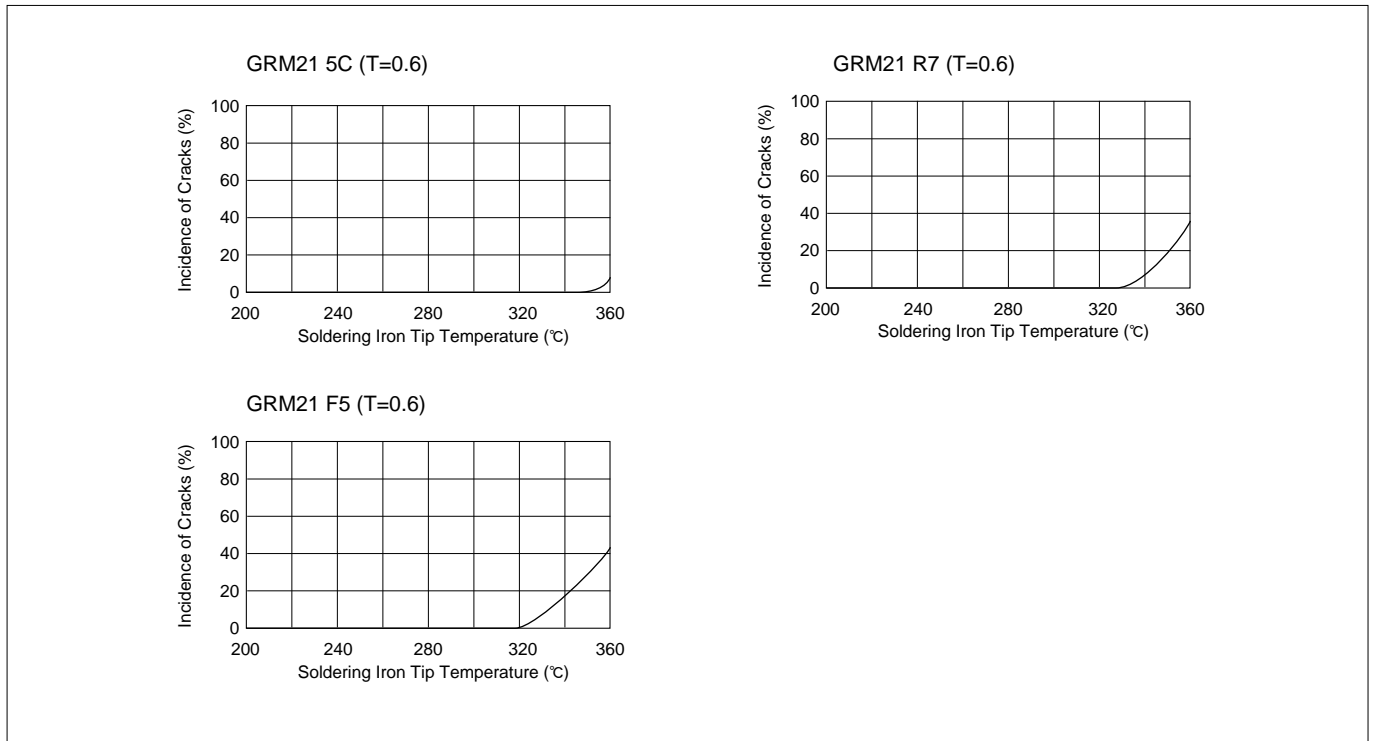 GRM21 5C (T=0.6)
Incidence of Cracks (%)
100
80
60
40
20
0
200 240 280 320 360
Soldering Iron Tip Temperature (℃)
GRM21 R7 (T=0.6)
Incidence of Cracks (%)
100
80
60
40
20
0
200 240 280 320 360
Soldering Iron Tip Temperature (℃)
GRM21 F5 (T=0.6)
Incidence of Cracks (%)
100
80
60
40
20
0
200 240 280 320 360
Soldering Iron Tip Temperature (℃)